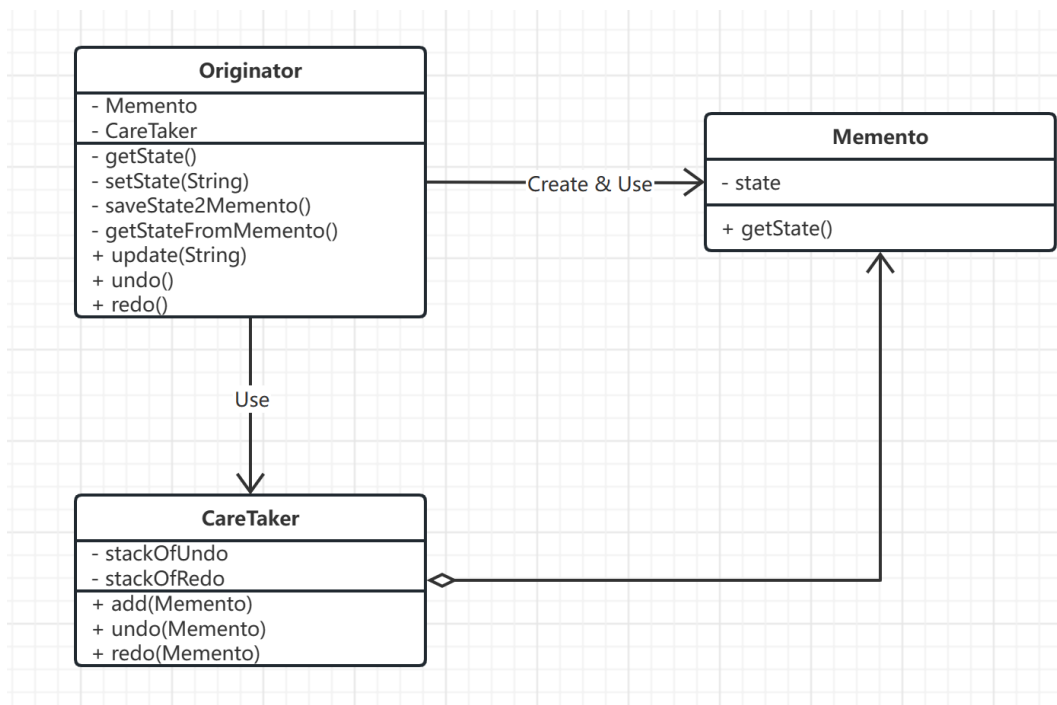 Originator
- Memento
- CareTaker
- getState()
- setState(String)
- saveState2Memento()
- getStateFromMemento()
+ update(String)
+ undo()
+ redo()
Create & Use
Memento
- state
+ getState()
Use
CareTaker
- stackOfUndo
- stackOfRedo
+ add(Memento)
+ undo(Memento)
+ redo(Memento)